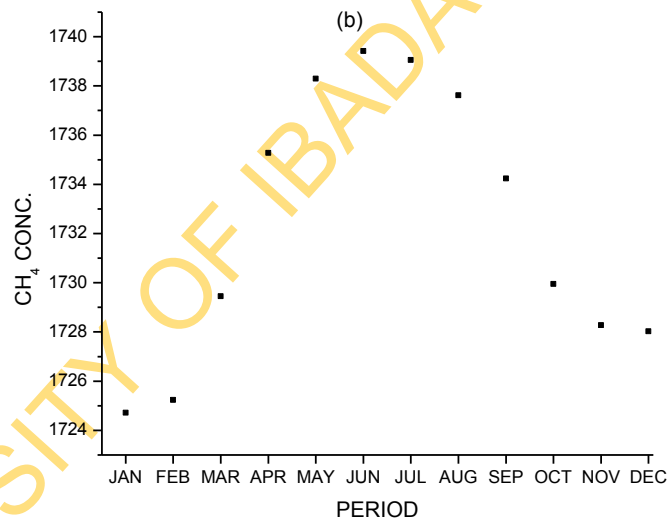 (b)
CH₄ CONC.
1740
1738
1736
1734
1732
1730
1728
1726
1724
JAN FEB MAR APR MAY JUN JUL AUG SEP OCT NOV DEC
PERIOD
SITY OF IBADA